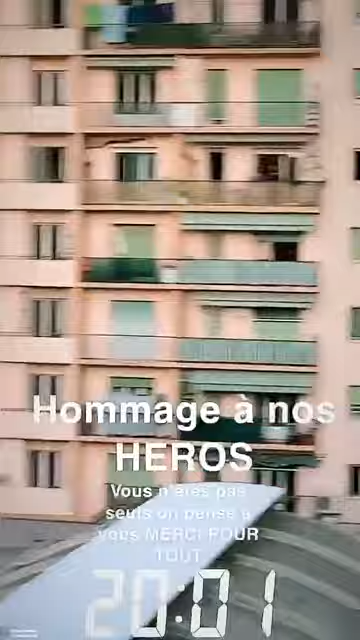 Hommage à nos
HEROS
Vous n'êtes pas
seuls on pense à
vous MERCI POUR
TOUT
20:01